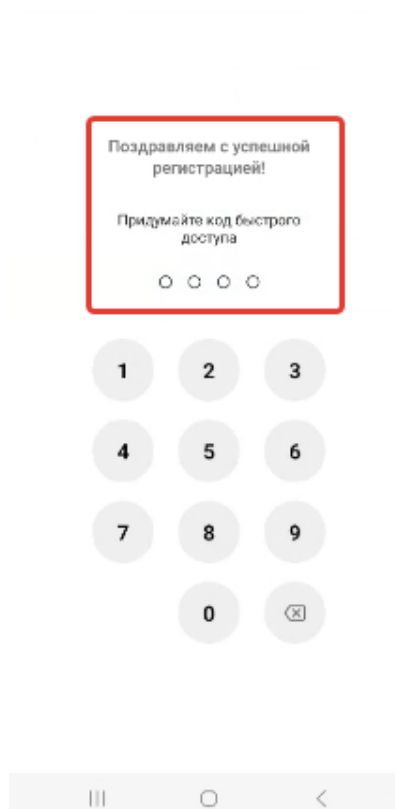 Поздравляем с успешной
регистрацией!
Придумайте код быстрого
доступа
1 2 3
4 5 6
7 8 9
0